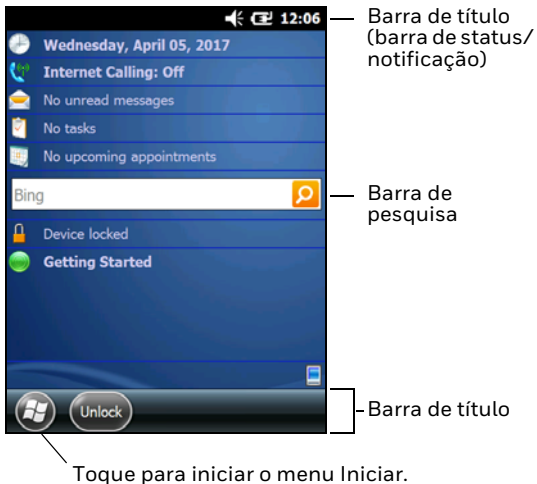 12:06
Barra de título
(barra de status/
notificação)
Wednesday, April 05, 2017
Internet Calling: Off
No unread messages
No tasks
No upcoming appointments
Bing
Barra de
pesquisa
Device locked
Getting Started
Unlock
Barra de título
Toque para iniciar o menu Iniciar.